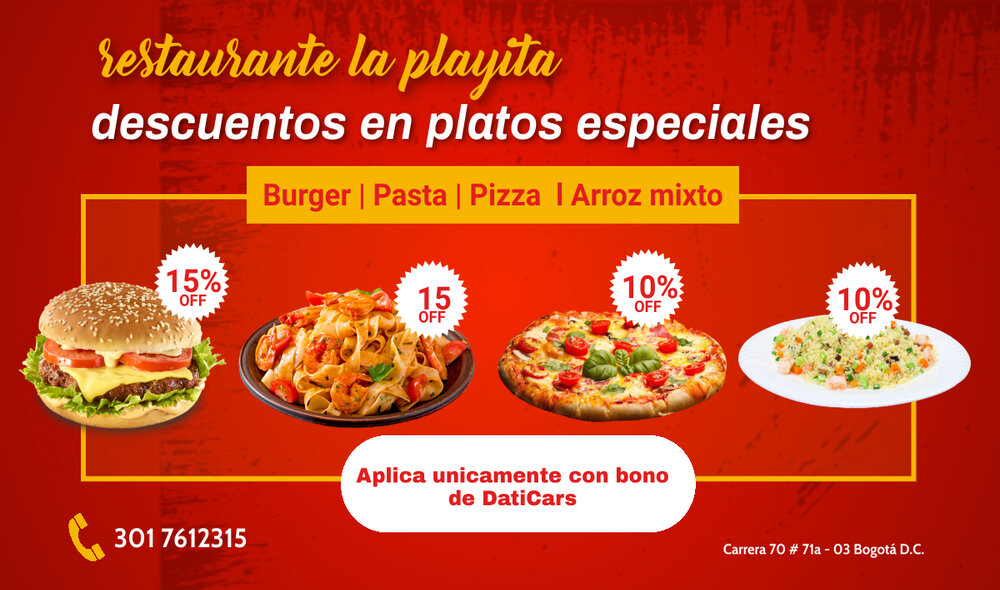 restaurante la playita
descuentos en platos especiales
Burger | Pasta | Pizza l Arroz mixto
15%
OFF
15
OFF
10%
OFF
10%
OFF
Aplica unicamente con bono
de DatiCars
301 7612315
Carrera 70 # 71a - 03 Bogotá D.C.